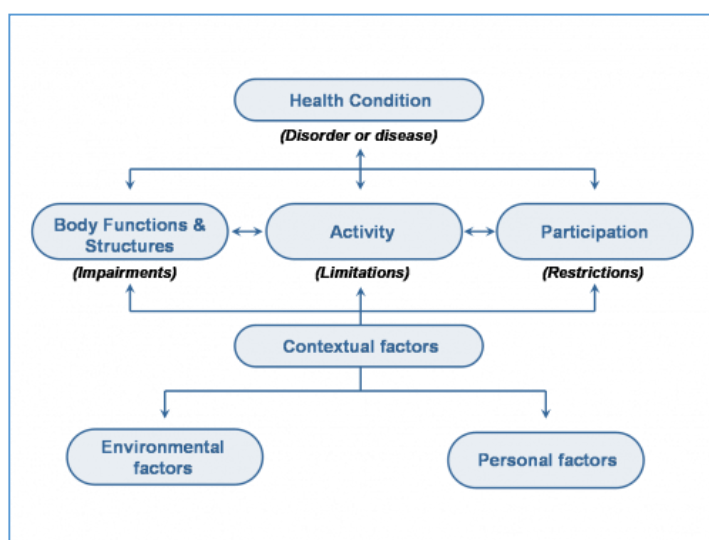 Health Condition
(Disorder or disease)
Body Functions &
Structures
Activity
Participation
(Impairments)
(Limitations)
(Restrictions)
Contextual factors
Environmental
factors
Personal factors